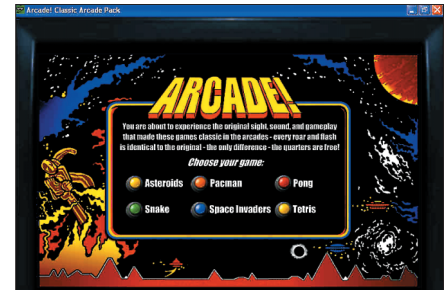 Arcade! Classic Arcade Pack
ARCADE!
You are about to experience the original sight, sound, and gameplay
that made these games classic in the arcades - every roar and flash
is identical to the original - the only difference - the quarters are free!
Choose your game:
Asteroids Pacman Pong
Snake Space Invaders Tetris